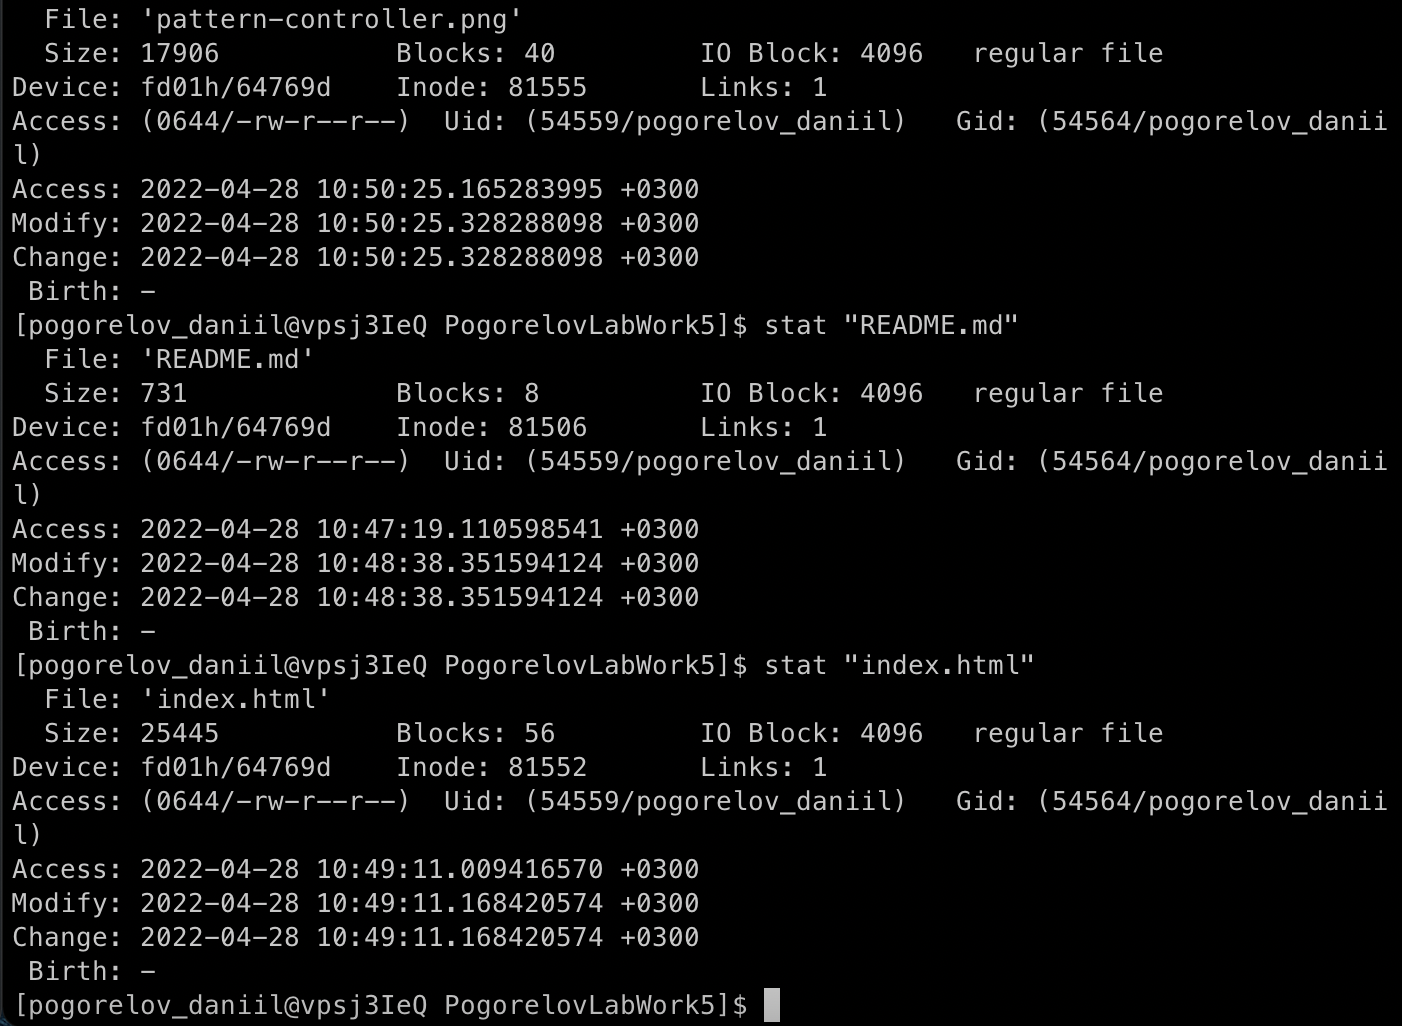 File: 'pattern-controller.png'
  Size: 17906           Blocks: 40         IO Block: 4096   regular file
Device: fd01h/64769d    Inode: 81555       Links: 1
Access: (0644/-rw-r--r--)  Uid: (54559/pogorelov_daniil)   Gid: (54564/pogorelov_danii
l)
Access: 2022-04-28 10:50:25.165283995 +0300
Modify: 2022-04-28 10:50:25.328288098 +0300
Change: 2022-04-28 10:50:25.328288098 +0300
 Birth: -
[pogorelov_daniil@vpsj3IeQ PogorelovLabWork5]$ stat "README.md"
  File: 'README.md'
  Size: 731             Blocks: 8          IO Block: 4096   regular file
Device: fd01h/64769d    Inode: 81506       Links: 1
Access: (0644/-rw-r--r--)  Uid: (54559/pogorelov_daniil)   Gid: (54564/pogorelov_danii
l)
Access: 2022-04-28 10:47:19.110598541 +0300
Modify: 2022-04-28 10:48:38.351594124 +0300
Change: 2022-04-28 10:48:38.351594124 +0300
 Birth: -
[pogorelov_daniil@vpsj3IeQ PogorelovLabWork5]$ stat "index.html"
  File: 'index.html'
  Size: 25445           Blocks: 56         IO Block: 4096   regular file
Device: fd01h/64769d    Inode: 81552       Links: 1
Access: (0644/-rw-r--r--)  Uid: (54559/pogorelov_daniil)   Gid: (54564/pogorelov_danii
l)
Access: 2022-04-28 10:49:11.009416570 +0300
Modify: 2022-04-28 10:49:11.168420574 +0300
Change: 2022-04-28 10:49:11.168420574 +0300
 Birth: -
[pogorelov_daniil@vpsj3IeQ PogorelovLabWork5]$